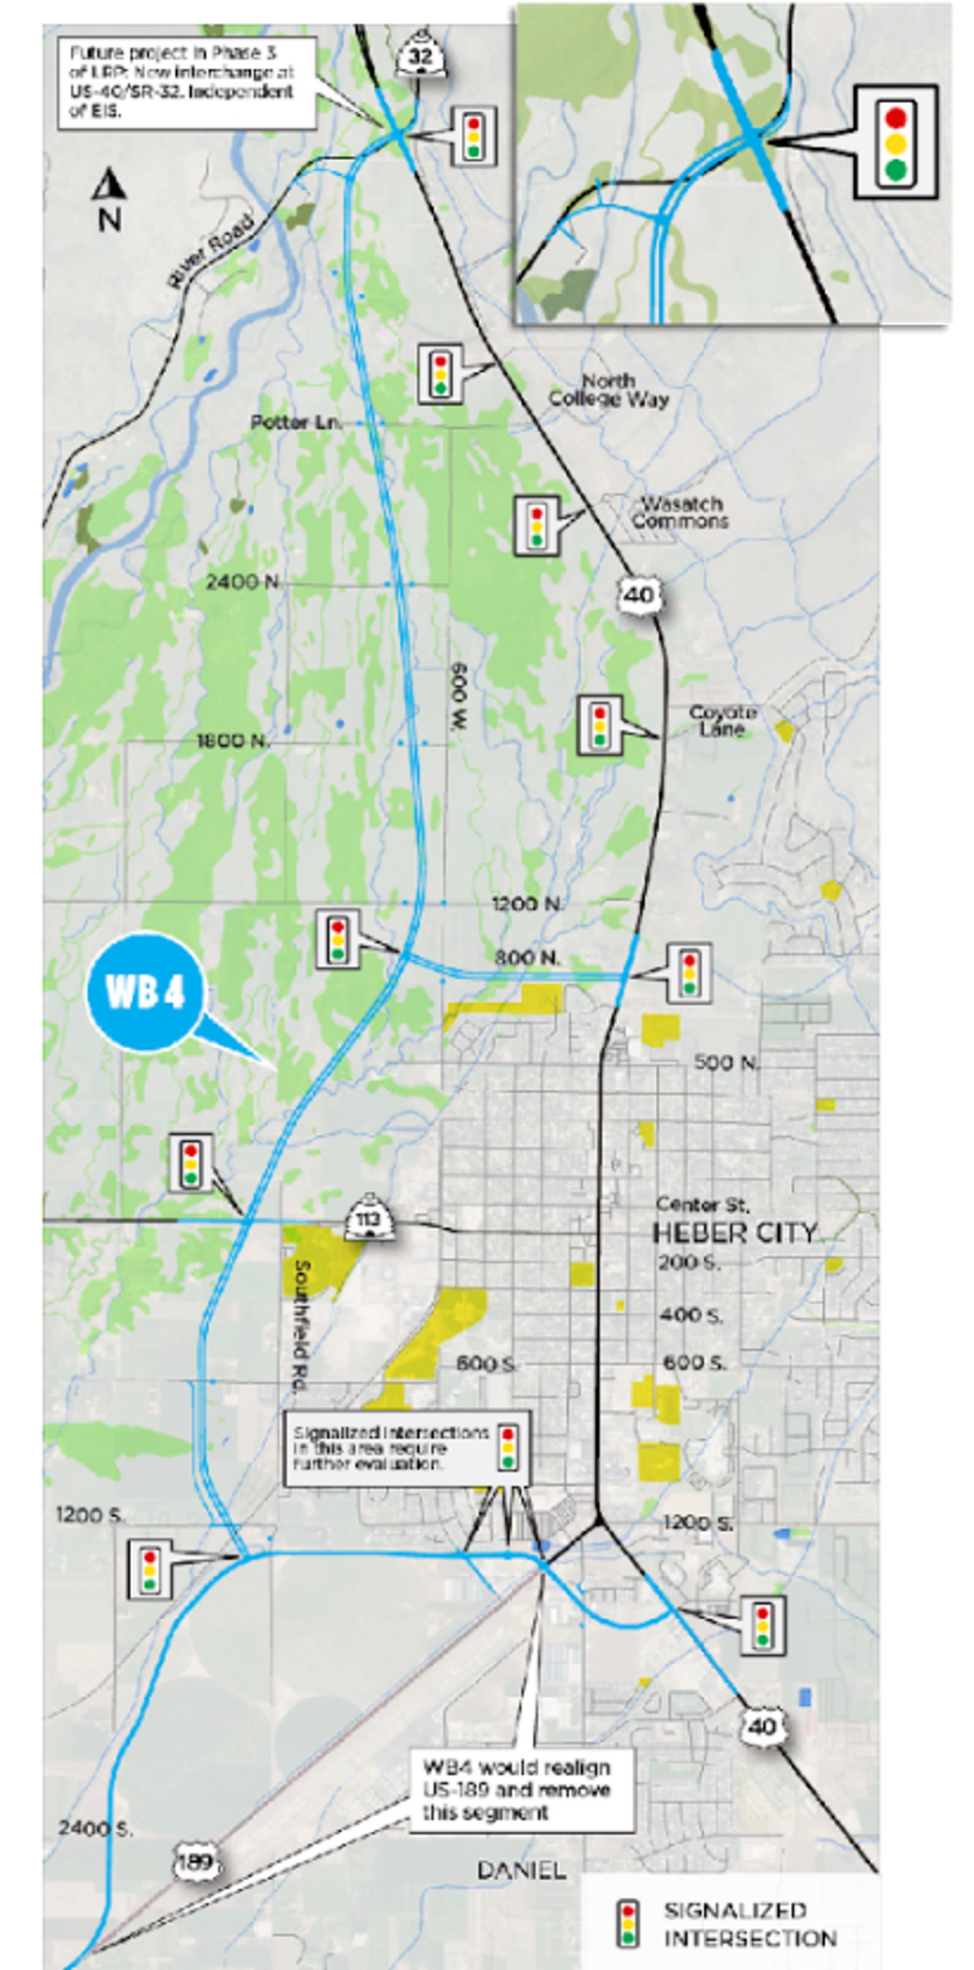 Future project in Phase 3
of LRP: New interchange at
US-40/SR-32. Independent
of EIS.
32
N
River Road
North
College Way
Potter Ln.
Wasatch
Commons
2400 N.
40
600 W.
Coyote
Lane
1800 N.
1200 N.
800 N.
WB4
500 N.
Center St.
113
HEBER CITY
200 S.
Southfield Rd.
400 S.
600 S.
600 S.
Signalized intersections
in this area require
further evaluation.
1200 S.
1200 S.
40
WB4 would realign
US-189 and remove
this segment
2400 S.
189
DANIEL
SIGNALIZED
INTERSECTION